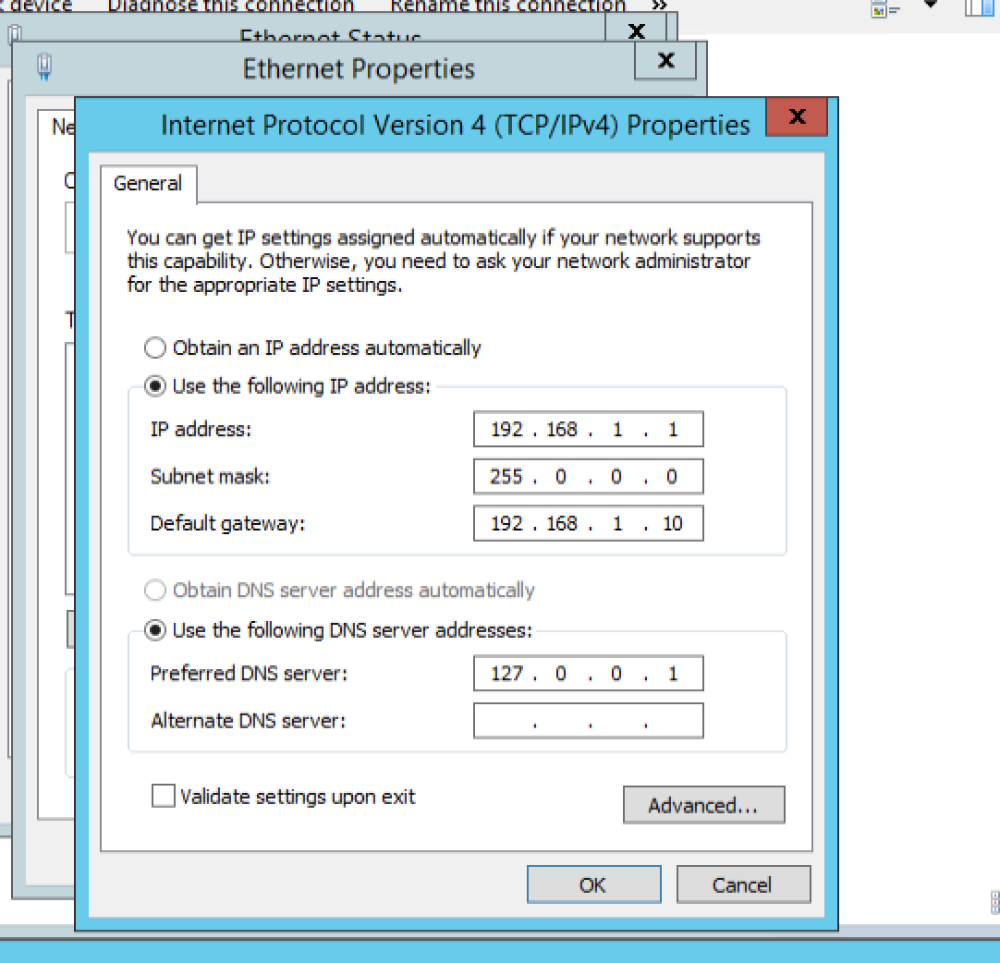 device Diagnose this connection Rename this connection »
Ethernet Status x
Ethernet Properties x
Internet Protocol Version 4 (TCP/IPv4) Properties x
General
You can get IP settings assigned automatically if your network supports
this capability. Otherwise, you need to ask your network administrator
for the appropriate IP settings.
Obtain an IP address automatically
Use the following IP address:
IP address: 192 . 168 . 1 . 1
Subnet mask: 255 . 0 . 0 . 0
Default gateway: 192 . 168 . 1 . 10
Obtain DNS server address automatically
Use the following DNS server addresses:
Preferred DNS server: 127 . 0 . 0 . 1
Alternate DNS server: . . .
Validate settings upon exit
Advanced...
OK Cancel